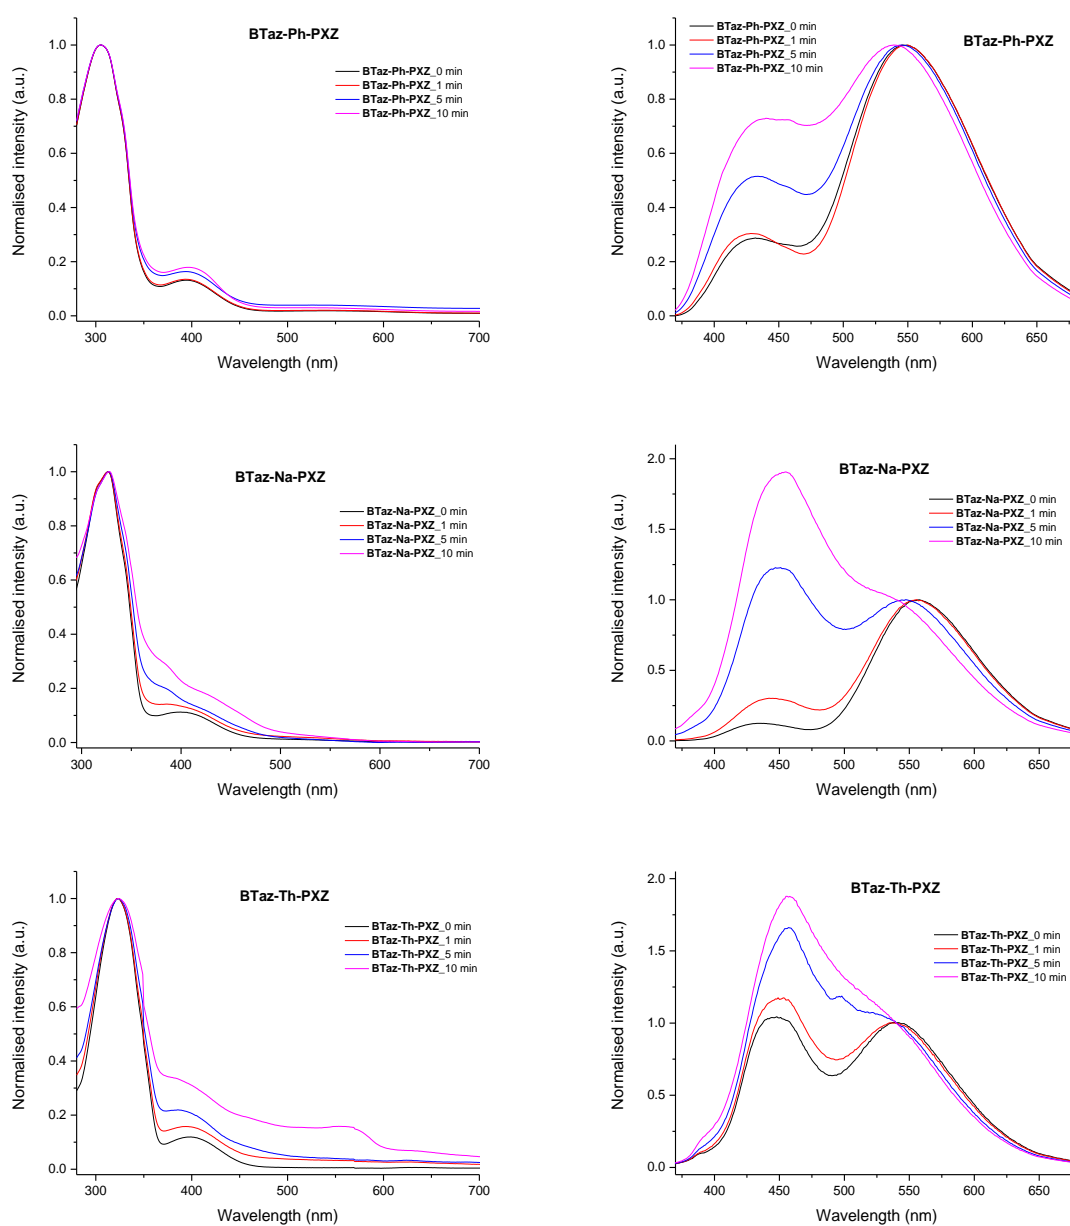 BTaz-Ph-PXZ
1.0
0.8
0.6
0.4
0.2
0.0
Normalised intensity (a.u.)
BTaz-Ph-PXZ_0 min
BTaz-Ph-PXZ_1 min
BTaz-Ph-PXZ_5 min
BTaz-Ph-PXZ_10 min
300 400 500 600 700
Wavelength (nm)
BTaz-Ph-PXZ_0 min
BTaz-Ph-PXZ_1 min
BTaz-Ph-PXZ_5 min
BTaz-Ph-PXZ_10 min
BTaz-Ph-PXZ
1.0
0.8
0.6
0.4
0.2
0.0
Normalised intensity (a.u.)
400 450 500 550 600 650
Wavelength (nm)
BTaz-Na-PXZ
1.0
0.8
0.6
0.4
0.2
0.0
Normalised intensity (a.u.)
BTaz-Na-PXZ_0 min
BTaz-Na-PXZ_1 min
BTaz-Na-PXZ_5 min
BTaz-Na-PXZ_10 min
300 400 500 600 700
Wavelength (nm)
BTaz-Na-PXZ
2.0
1.5
1.0
0.5
0.0
Normalised intensity (a.u.)
BTaz-Na-PXZ_0 min
BTaz-Na-PXZ_1 min
BTaz-Na-PXZ_5 min
BTaz-Na-PXZ_10 min
400 450 500 550 600 650
Wavelength (nm)
BTaz-Th-PXZ
1.0
0.8
0.6
0.4
0.2
0.0
Normalised intensity (a.u.)
BTaz-Th-PXZ_0 min
BTaz-Th-PXZ_1 min
BTaz-Th-PXZ_5 min
BTaz-Th-PXZ_10 min
300 400 500 600 700
Wavelength (nm)
BTaz-Th-PXZ
2.0
1.5
1.0
0.5
0.0
Normalised intensity (a.u.)
BTaz-Th-PXZ_0 min
BTaz-Th-PXZ_1 min
BTaz-Th-PXZ_5 min
BTaz-Th-PXZ_10 min
400 450 500 550 600 650
Wavelength (nm)